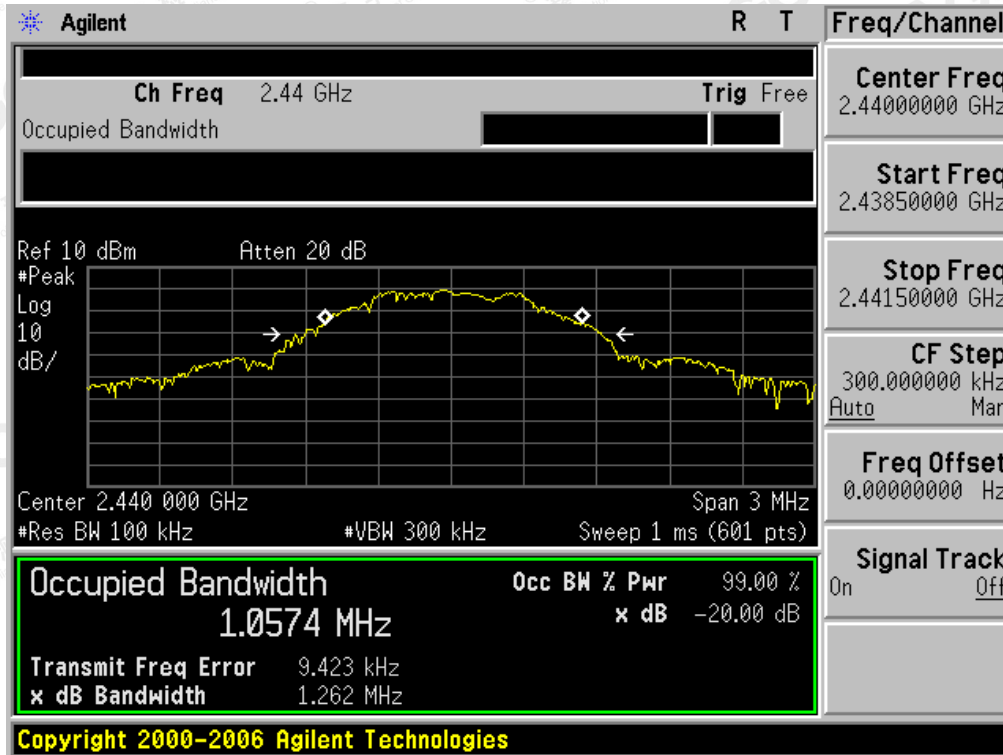 Agilent R T Freq/Channel
Ch Freq 2.44 GHz Trig Free
Occupied Bandwidth
Center Freq
2.44000000 GHz
Start Freq
2.43850000 GHz
Stop Freq
2.44150000 GHz
CF Step
300.000000 kHz
Auto Man
Freq Offset
0.00000000 Hz
Signal Track
On Off
Ref 10 dBm Atten 20 dB
#Peak
Log
10
dB/
Center 2.440 000 GHz Span 3 MHz
#Res BW 100 kHz #VBW 300 kHz Sweep 1 ms (601 pts)
Occupied Bandwidth
1.0574 MHz
Occ BW % Pwr 99.00 %
x dB -20.00 dB
Transmit Freq Error 9.423 kHz
x dB Bandwidth 1.262 MHz
Copyright 2000-2006 Agilent Technologies